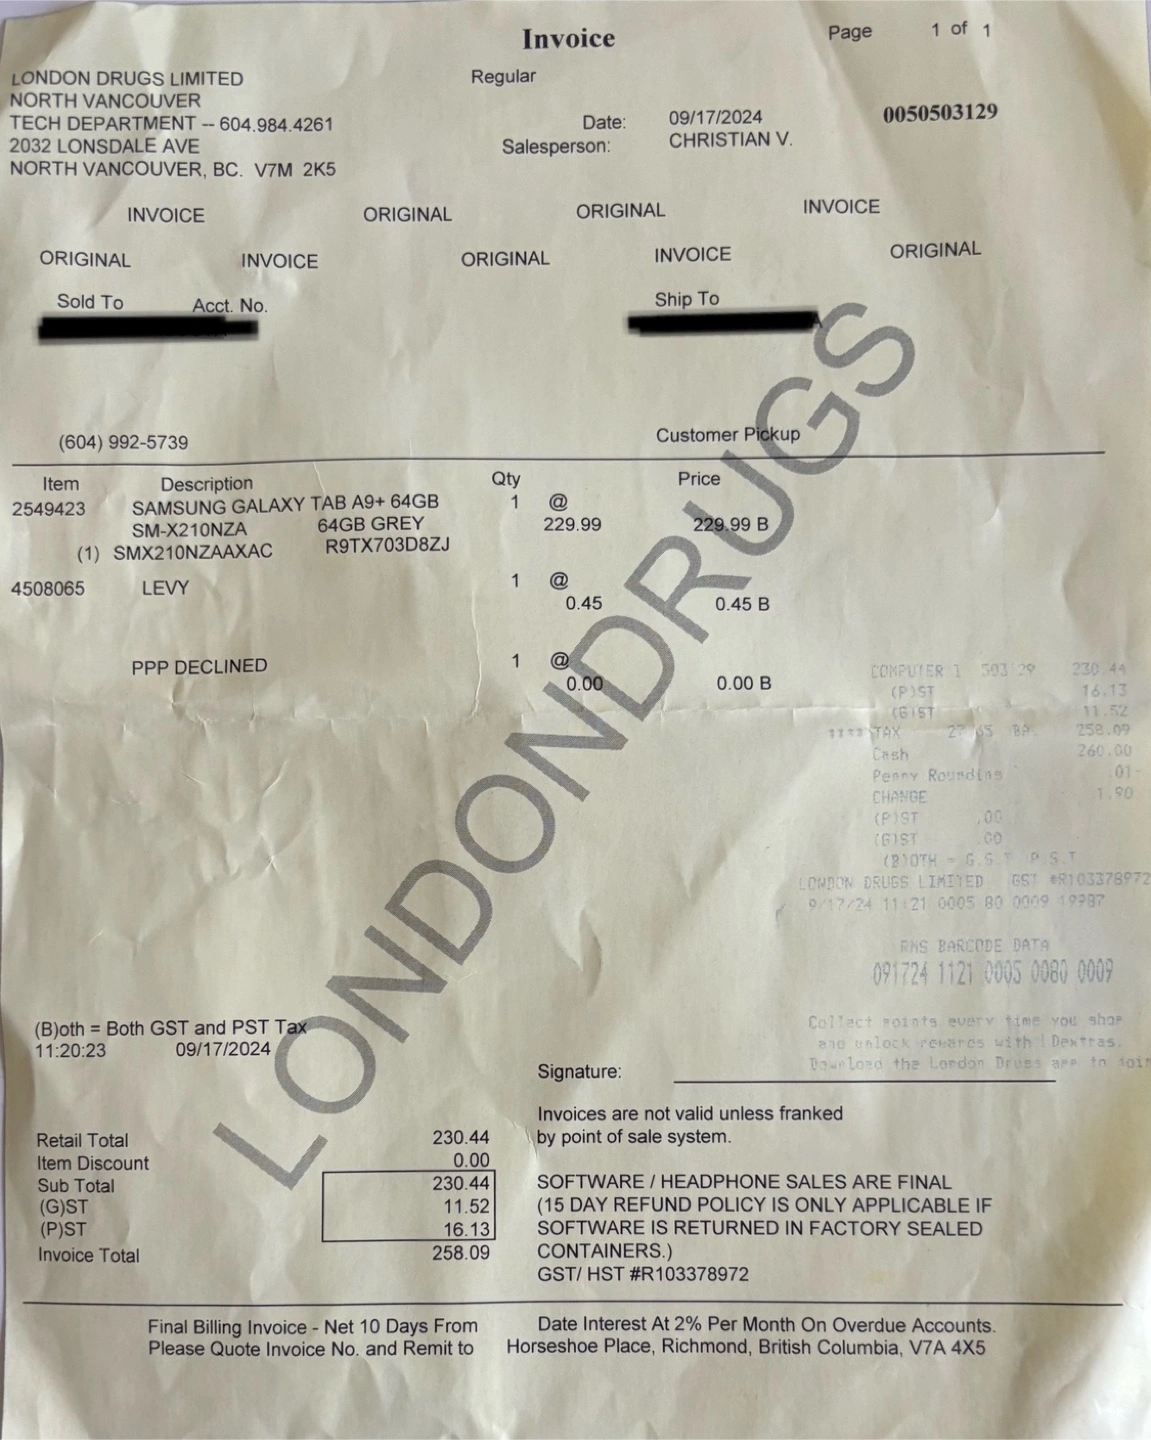 Invoice
Page 1 of 1
LONDON DRUGS LIMITED
Regular
NORTH VANCOUVER
TECH DEPARTMENT -- 604.984.4261
Date: 09/17/2024
0050503129
2032 LONSDALE AVE
Salesperson: CHRISTIAN V.
NORTH VANCOUVER, BC. V7M 2K5
INVOICE ORIGINAL ORIGINAL INVOICE
ORIGINAL INVOICE ORIGINAL INVOICE ORIGINAL
Sold To Acct. No. Ship To
(604) 992-5739 Customer Pickup
Item Description Qty Price
2549423 SAMSUNG GALAXY TAB A9+ 64GB 1 @
SM-X210NZA 64GB GREY 229.99 229.99 B
(1) SMX210NZAAXAC R9TX703D8ZJ
4508065 LEVY 1 @
0.45 0.45 B
PPP DECLINED 1 @
0.00 0.00 B
LONDONDRUGS
COMPUTER 1 503 29 230.44
(P)ST 16.13
(G)ST 11.52
**** TAX 27.65 BA 258.09
Cash 260.00
Penny Rounding .01-
CHANGE 1.90
(P)ST .00
(G)ST .00
(B)OTH = G.S.T P.S.T
LONDON DRUGS LIMITED GST #R103378972
9/17/24 11:21 0005 80 0009 19987
RMS BARCODE DATA
091724 1121 0005 0080 0009
Collect points every time you shop
and unlock rewards with LDextras.
Download the London Drugs app to join
(B)oth = Both GST and PST Tax
11:20:23 09/17/2024
Signature:
Invoices are not valid unless franked
by point of sale system.
Retail Total 230.44
Item Discount 0.00
Sub Total 230.44
(G)ST 11.52
(P)ST 16.13
Invoice Total 258.09
SOFTWARE / HEADPHONE SALES ARE FINAL
(15 DAY REFUND POLICY IS ONLY APPLICABLE IF
SOFTWARE IS RETURNED IN FACTORY SEALED
CONTAINERS.)
GST/ HST #R103378972
Final Billing Invoice - Net 10 Days From Date Interest At 2% Per Month On Overdue Accounts.
Please Quote Invoice No. and Remit to Horseshoe Place, Richmond, British Columbia, V7A 4X5